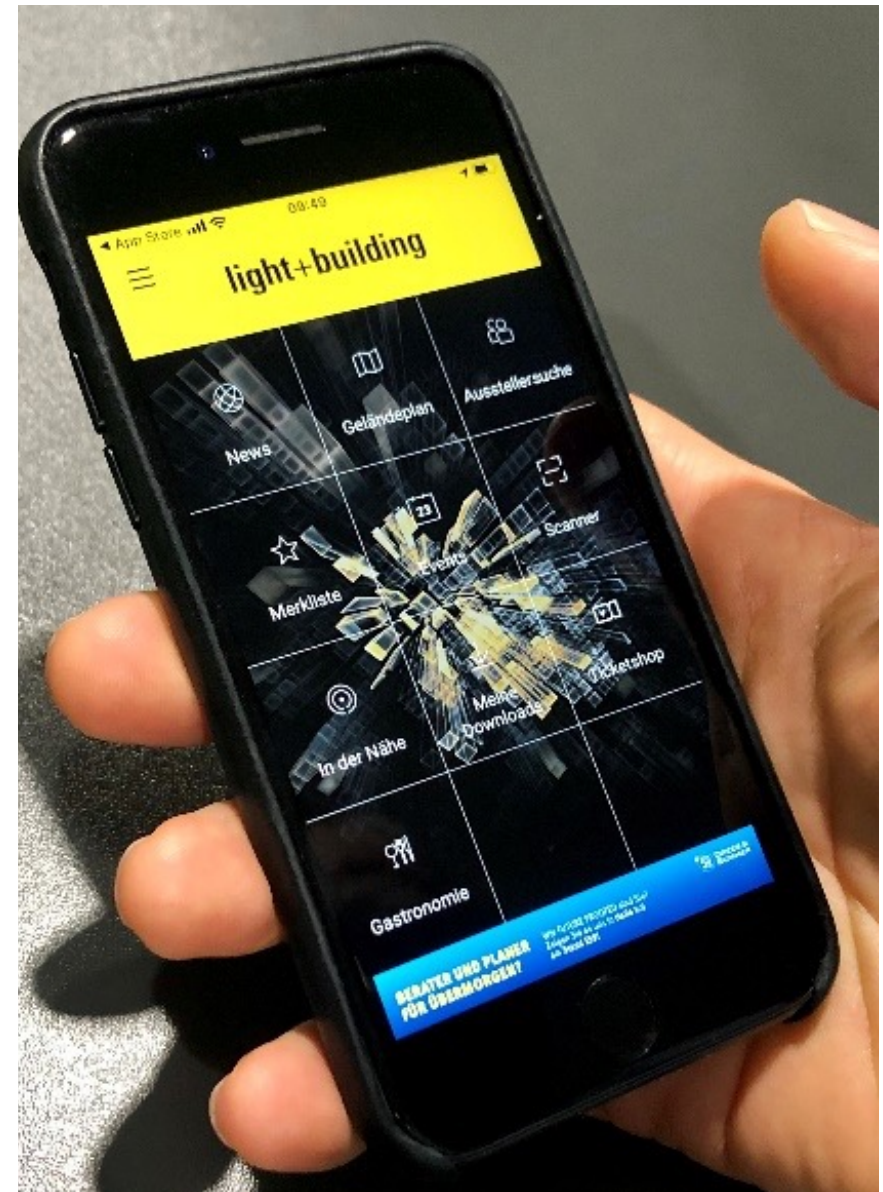 App Store
09:49
light+building
News
Geländeplan
Ausstellersuche
Merkliste
23
Events
Scanner
In der Nähe
Meine
Downloads
Ticketshop
Gastronomie
BERATER UND PLANER
FÜR ÜBERMORGEN?